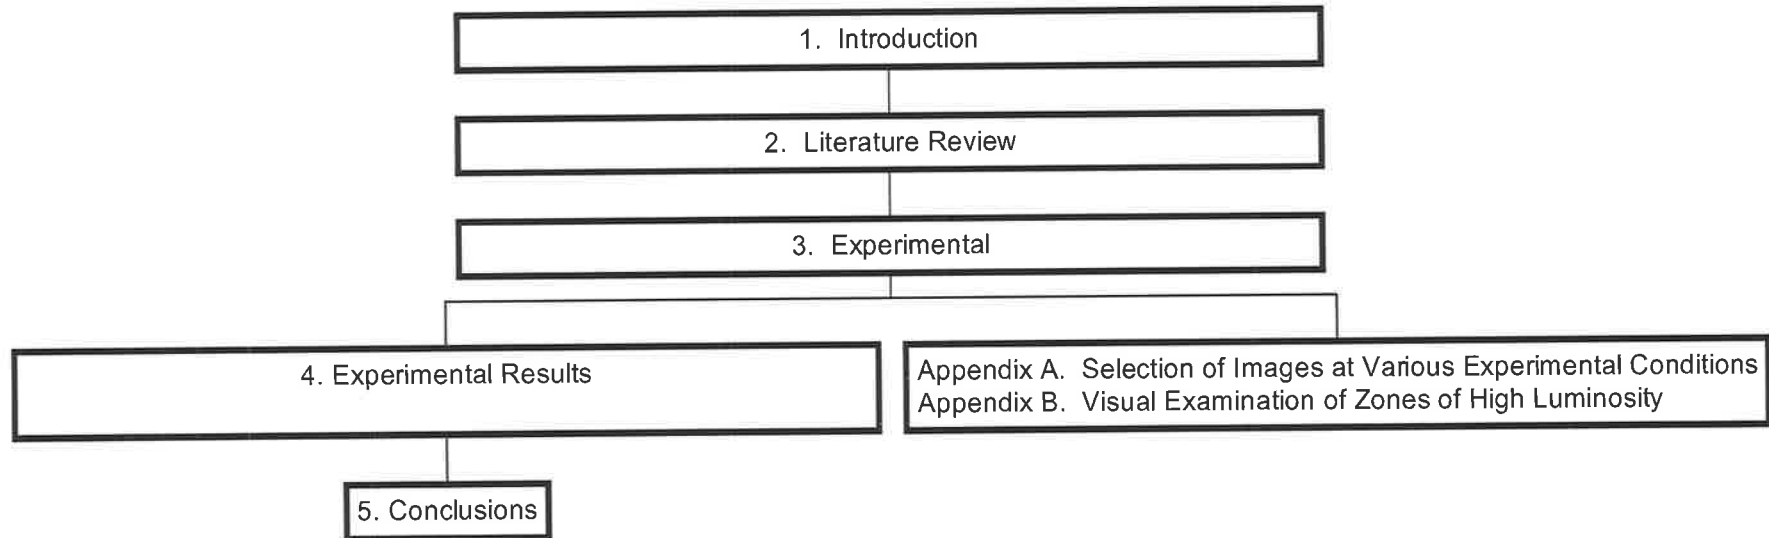 1. Introduction
2. Literature Review
3. Experimental
4. Experimental Results
Appendix A. Selection of Images at Various Experimental Conditions
Appendix B. Visual Examination of Zones of High Luminosity
5. Conclusions